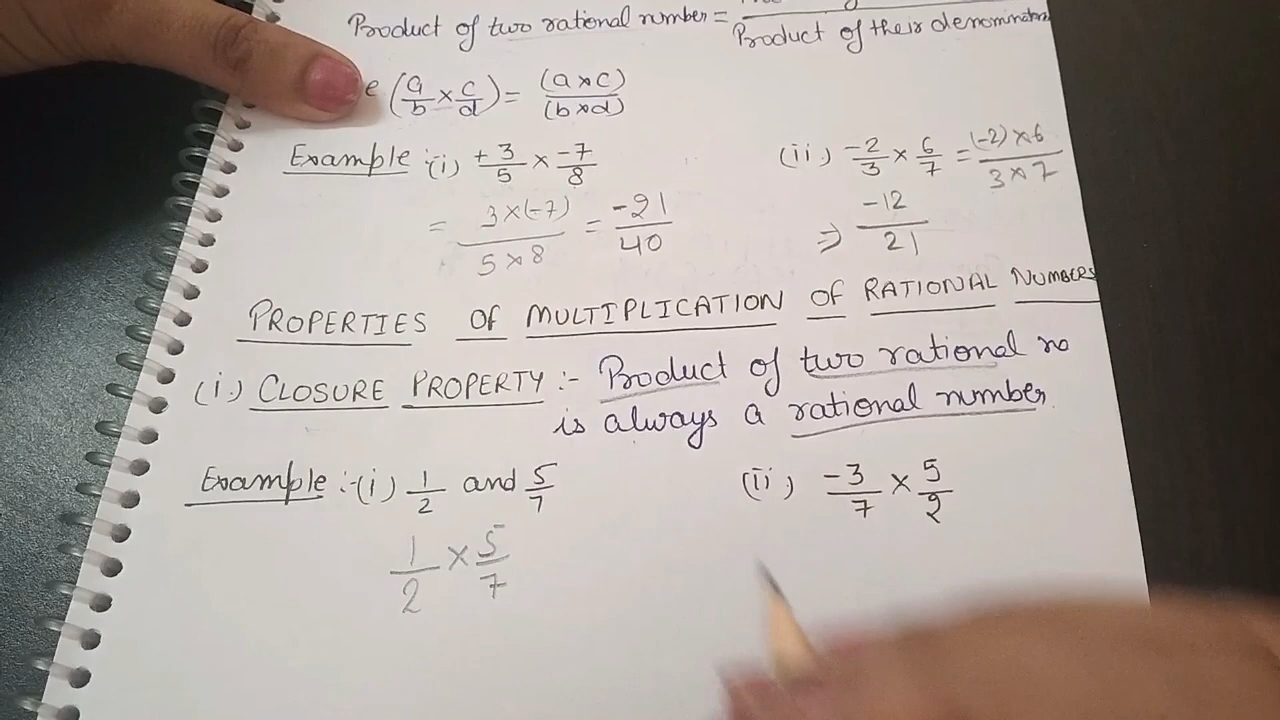 Product of two rational number = ――― Product of their denominators
e (a/b × c/d) = (a×c)/(b×d)
Example :(i) +3/5 × -7/8
= 3×(-7)/5×8 = -21/40
(ii) -2/3 × 6/7 = (-2)×6/3×7
⇒ -12/21
PROPERTIES OF MULTIPLICATION OF RATIONAL NUMBERS
(i.) CLOSURE PROPERTY :- Product of two rational no
is always a rational number
Example :-(i) 1/2 and 5/7
1/2 × 5/7
(ii) -3/7 × 5/2